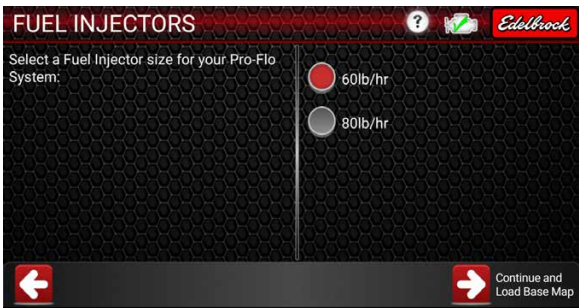 FUEL INJECTORS
?
Edelbrock
Select a Fuel Injector size for your Pro-Flo
System:
60lb/hr
80lb/hr
Continue and
Load Base Map